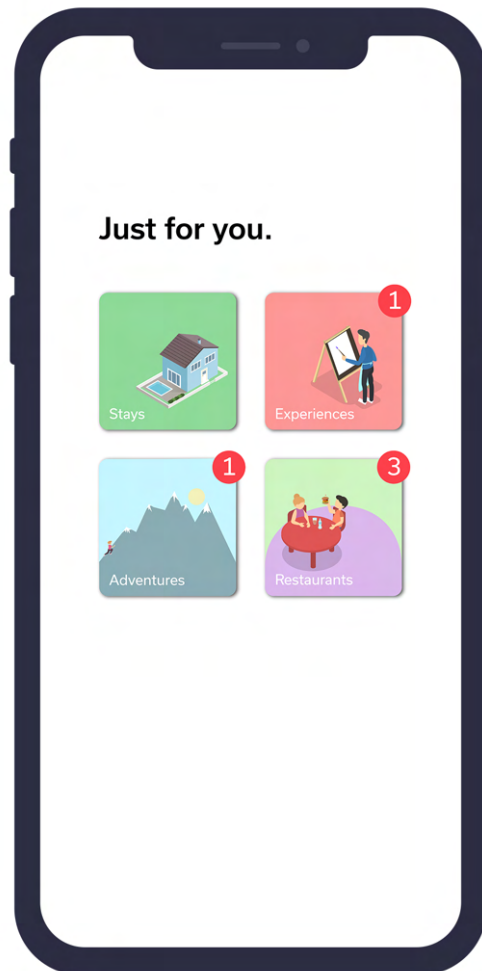 Just for you.
1
Stays
Experiences
1
3
Adventures
Restaurants